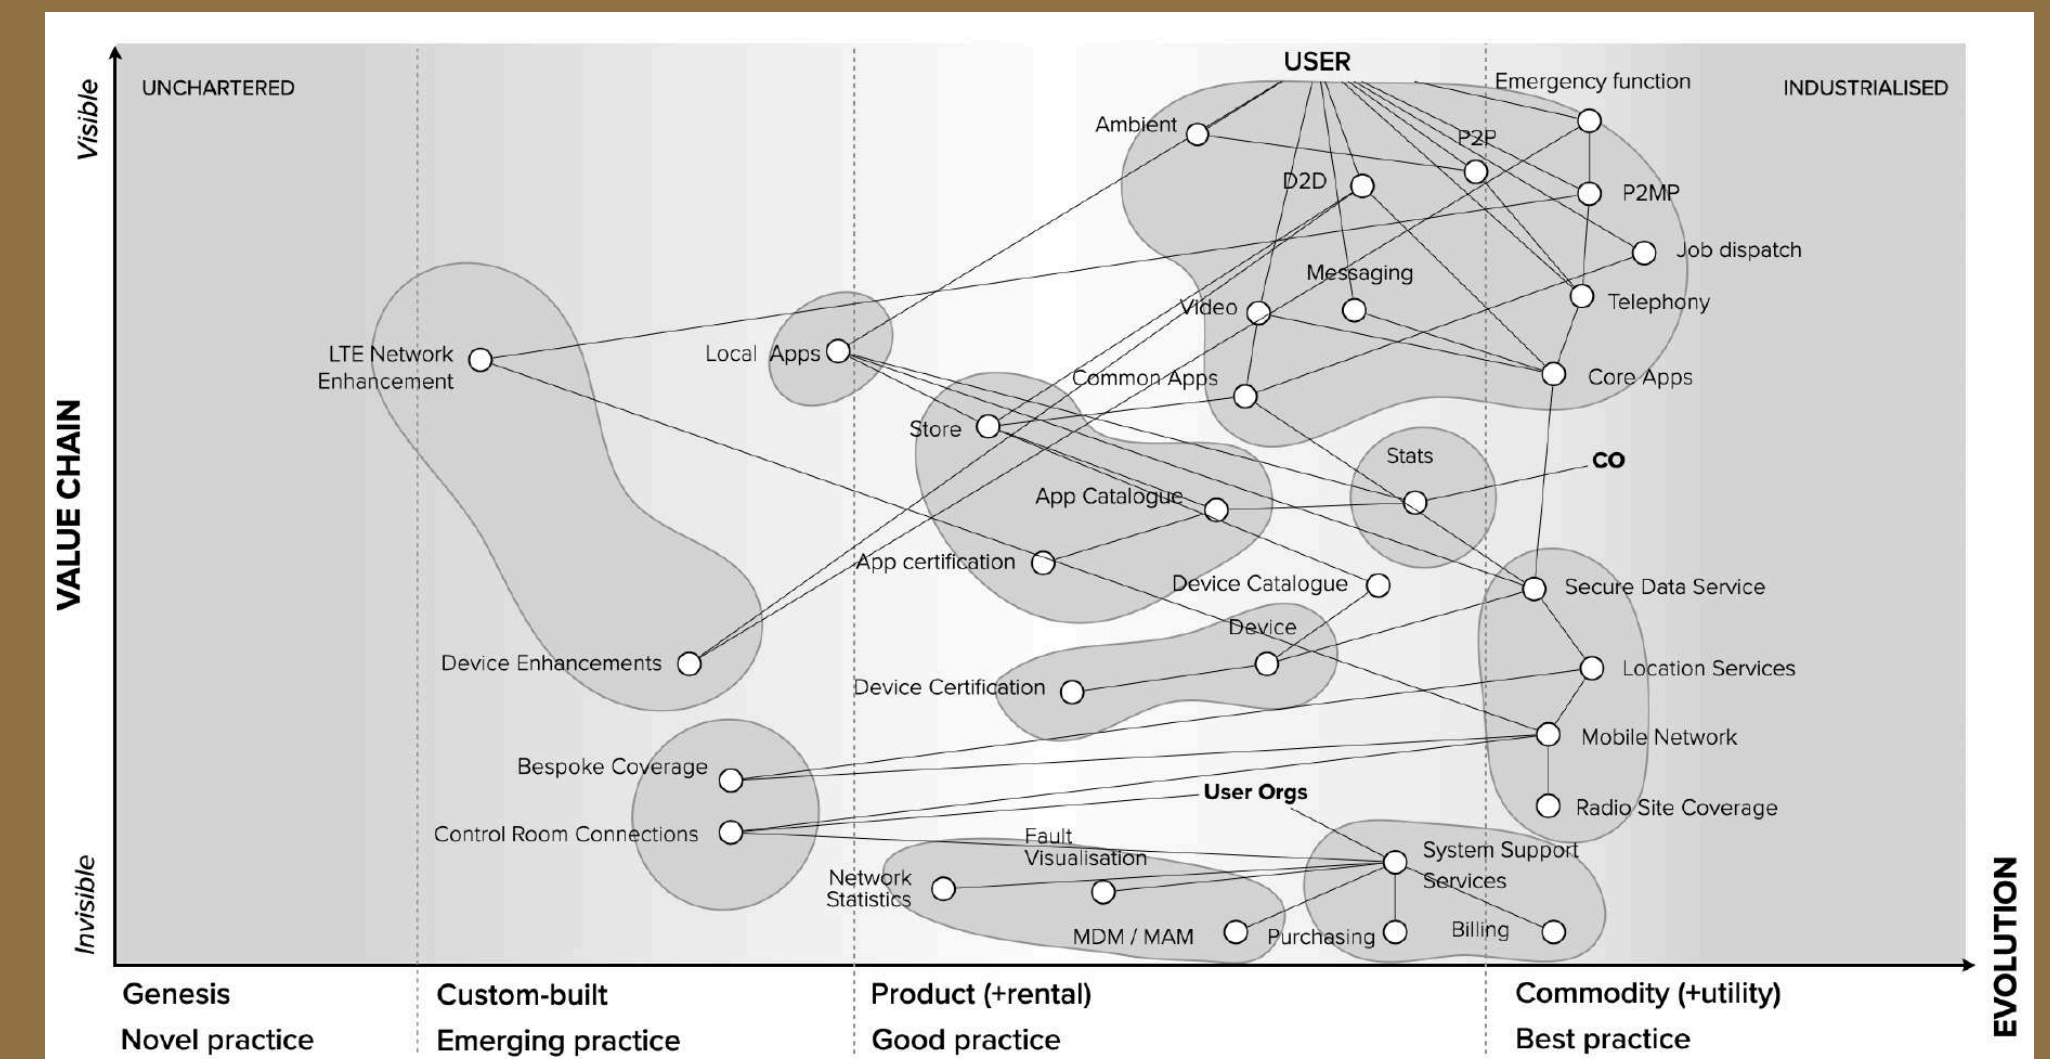 USER
Emergency function
UNCHARTERED
INDUSTRIALISED
Visible
Ambient
P2P
D2D
P2MP
Job dispatch
Messaging
Video
Telephony
LTE Network
Enhancement
Local Apps
Common Apps
Core Apps
Store
Stats
CO
VALUE CHAIN
App Catalogue
App certification
Device Catalogue
Secure Data Service
Device
Device Enhancements
Location Services
Device Certification
Mobile Network
Bespoke Coverage
User Orgs
Radio Site Coverage
Control Room Connections
Fault
Visualisation
System Support
Services
Network
Statistics
MDM / MAM
Purchasing
Billing
Invisible
EVOLUTION
Genesis
Novel practice
Custom-built
Emerging practice
Product (+rental)
Good practice
Commodity (+utility)
Best practice